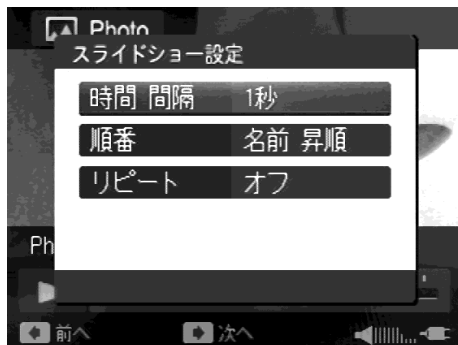 Photo
スライドショー設定
時間 間隔 1秒
順番 名前 昇順
リピート オフ
Ph
前へ 次へ